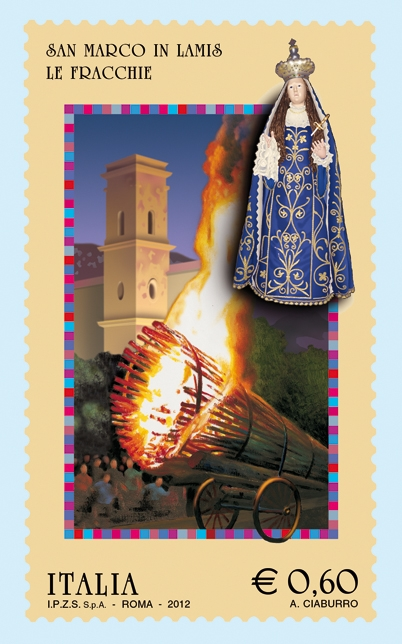 SAN MARCO IN LAMIS
LE FRACCHIE
ITALIA
€ 0,60
I.P.Z.S. S.p.A. - ROMA - 2012
A. CIABURRO